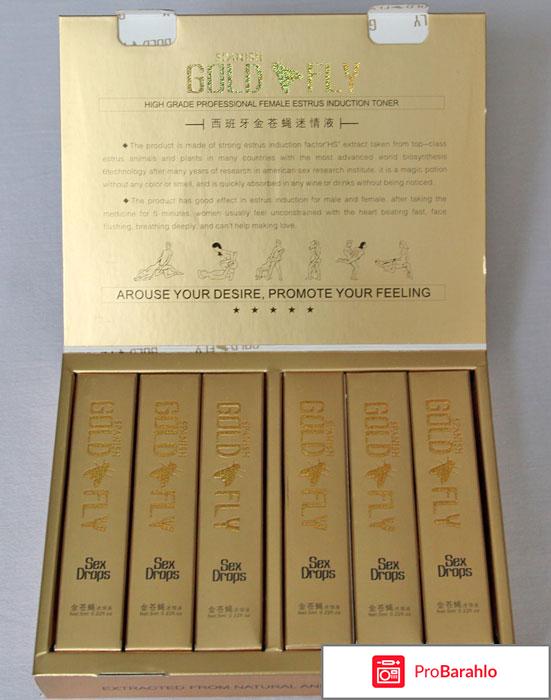 SPANISH
GOLD FLY
HIGH GRADE PROFESSIONAL FEMALE ESTRUS INDUCTION TONER
西班牙金苍蝇迷情液
◆ The product is made of strong estrus induction factor"HS" extract taken from top-class
estrus animals and plants in many countries with the most advanced world biosynthesis
technology after many years of research in american sex research institute. it is a magic potion
without any color or smell, and is quickly absorbed in any wine or drinks without being noticed.
◆ The product has good effect in estrus induction for male and female. after taking the
medicine for 5 minutes, women usually feel unconstrained with the heart beating fast, face
flushing, breathing deeply, and can't help making love.
AROUSE YOUR DESIRE, PROMOTE YOUR FEELING
★ ★ ★ ★ ★
SPANISH
GOLD FLY
Sex
Drops
金苍蝇迷情液
SPANISH
GOLD FLY
Sex
Drops
金苍蝇迷情液
SPANISH
GOLD FLY
Sex
Drops
金苍蝇迷情液
SPANISH
GOLD FLY
Sex
Drops
金苍蝇迷情液
SPANISH
GOLD FLY
Sex
Drops
金苍蝇迷情液
SPANISH
GOLD FLY
Sex
Drops
金苍蝇迷情液
EXTRACTED FROM NATURAL
ProBarahlo